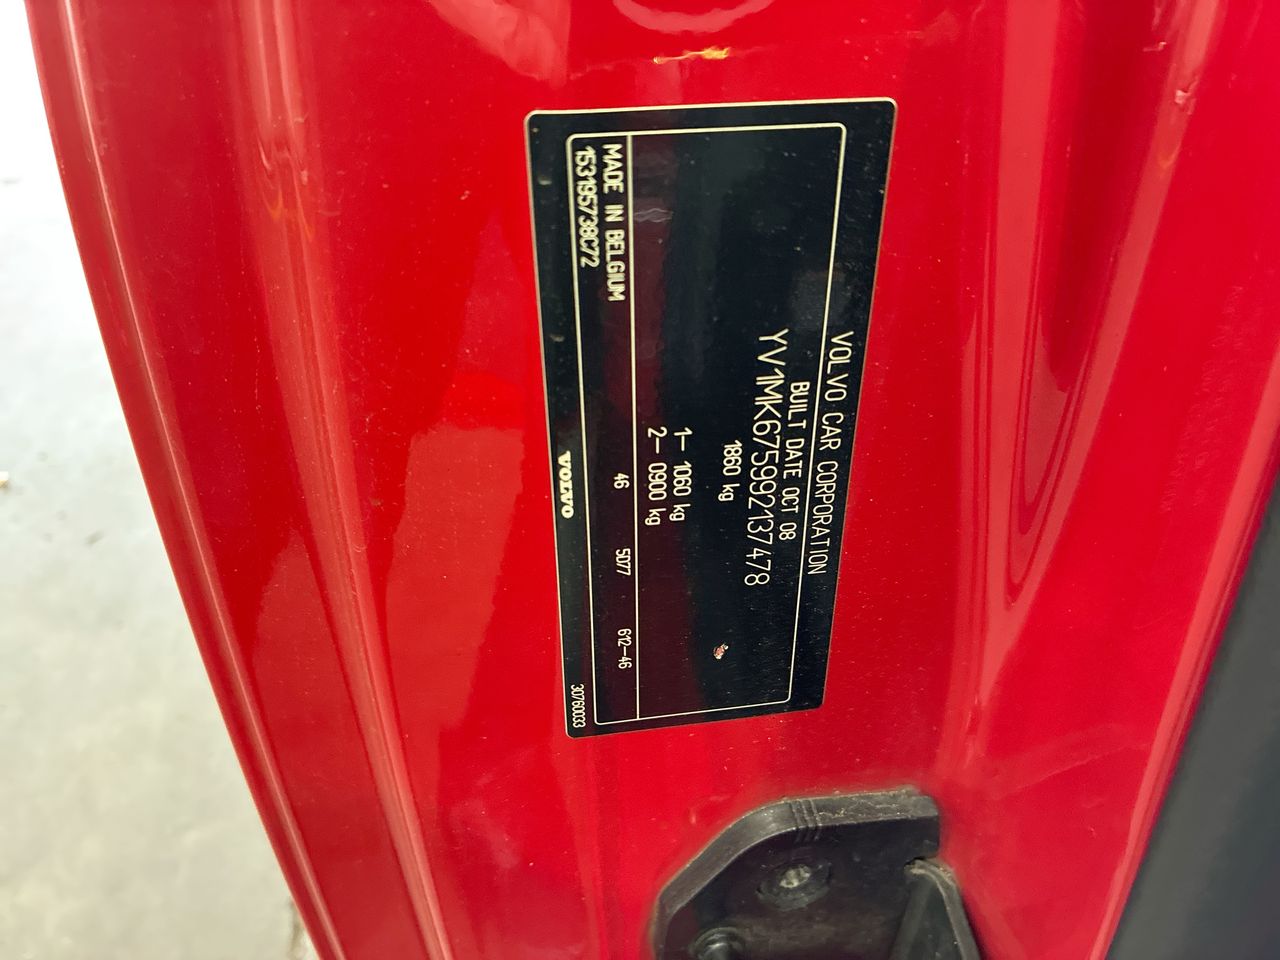 VOLVO CAR CORPORATION
BUILT DATE OCT 08
YV1MK675992137478
1860 kg
1– 1060 kg
2– 0900 kg
MADE IN BELGIUM
46 5D77 612-46
153195738C72
VOLVO
30760033